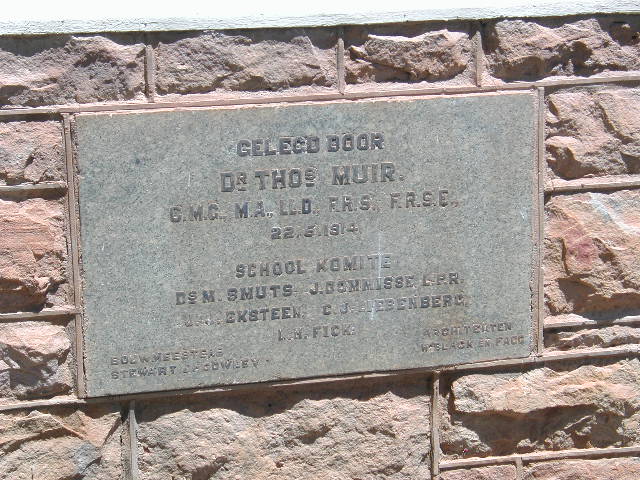 GELEGD DOOR
DR THOS MUIR.
C.M.G., M.A., LL.D., F.R.S., F.R.S.E.,
22.5.1914.
SCHOOL KOMITE
DS M. SMUTS. J. COMMISSE, L.P.R.
EKSTEEN. C.J. LIEBENBERG.
FICK.
BOUWMEESTERS
STEWART COWLEY
ARCHITEKTEN
BLACK EN FAGG